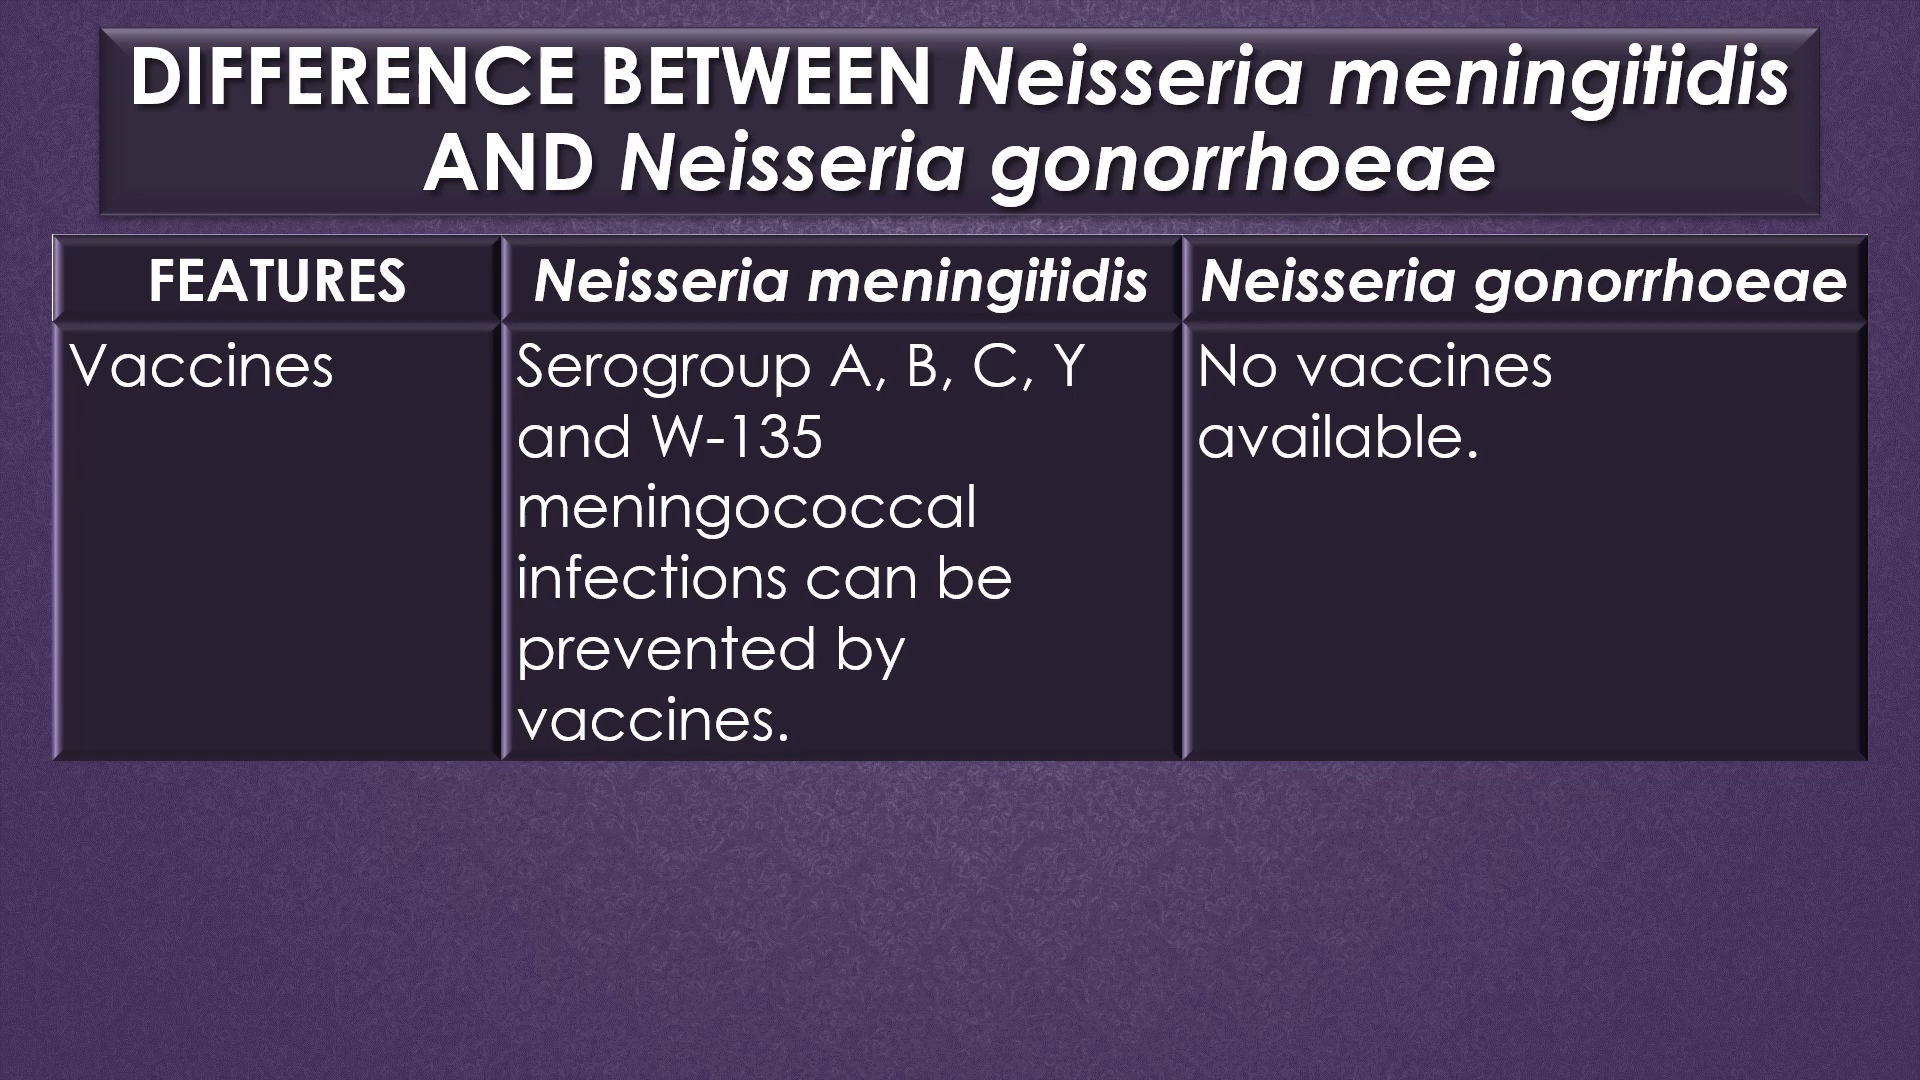 DIFFERENCE BETWEEN Neisseria meningitidis
AND Neisseria gonorrhoeae
FEATURES
Neisseria meningitidis
Neisseria gonorrhoeae
Vaccines
Serogroup A, B, C, Y
and W-135
meningococcal
infections can be
prevented by
vaccines.
No vaccines
available.